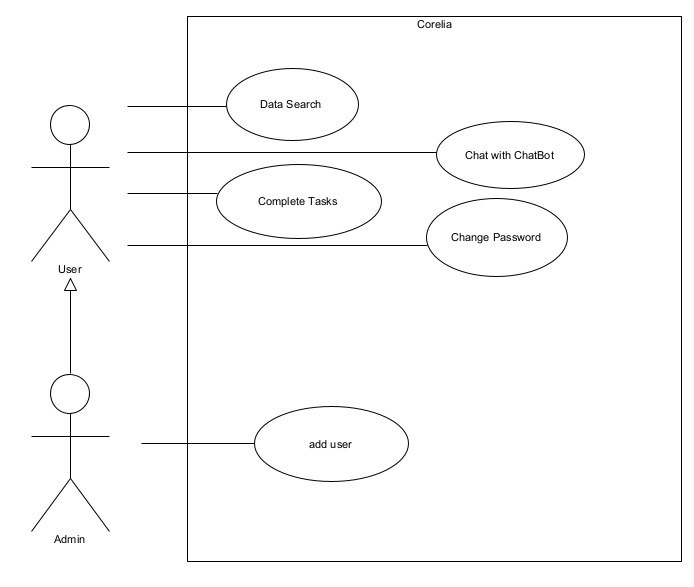 Corelia
Data Search
Chat with ChatBot
Complete Tasks
Change Password
User
add user
Admin